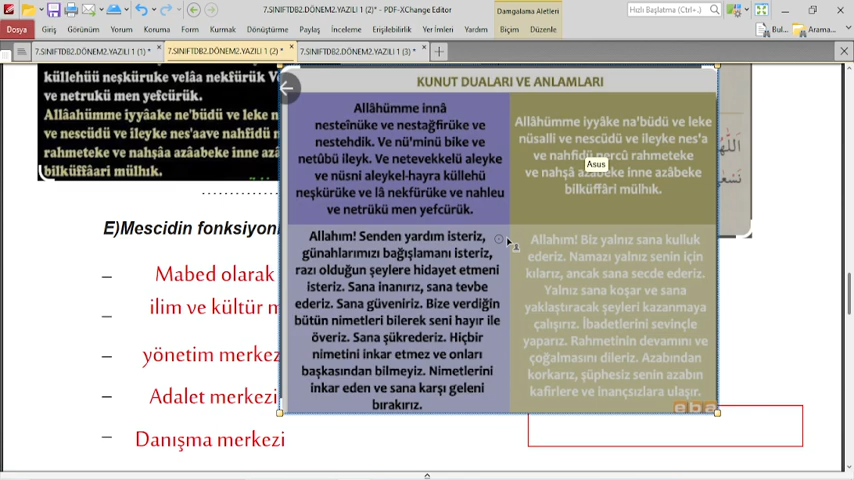 7.SINIFTDB2.DÖNEM2.YAZILI 1 (2)* - PDF-XChange Editor
Damgalama Aletleri
Hızlı Başlatma (Ctrl+.)
Dosya Giriş Görünüm Yorum Mashup Koru Form Kurmak Dönüştürme Paylaş İnceleme Erişilebilirlik Yer İmleri Yardım Biçim Düzenle Bul... Arama...
7.SINIFTDB2.DÖNEM2.YAZILI 1 (1) * × 7.SINIFTDB2.DÖNEM2.YAZILI 1 (2) * × 7.SINIFTDB2.DÖNEM2.YAZILI 1 (3) * ×
küllehüü neşküruke velâa nekfürük
ve netrukü men yefcürük.
Allâahümme iyyâake ne'büdü ve leke n
ve nescüdü ve ileyke nes'aave nahfidü
rahmeteke ve nahşâa azâabeke inne azâ
bilküffâari mülhık.
E)Mescidin fonksiyon
– Mabed olarak
– ilim ve kültür m
– yönetim merkez
– Adalet merkezi
– Danışma merkezi
KUNUT DUALARI VE ANLAMLARI
Allâhümme innâ
nesteînüke ve nestağfirüke ve
nestehdik. Ve nü'minü bike ve
netûbü ileyk. Ve netevekkelü aleyke
ve nüsni aleykel-hayra küllehü
neşkürüke ve lâ nekfürüke ve nahleu
ve netrükü men yefcürük.
Allâhümme iyyâke na'büdü ve leke
nüsalli ve nescüdü ve ileyke nes'a
ve nahfidü nercû rahmeteke
ve nahşâ azâbeke inne azâbeke
bilküffâri mülhık.
Asus
Allahım! Senden yardım isteriz,
günahlarımızı bağışlamanı isteriz,
razı olduğun şeylere hidayet etmeni
isteriz. Sana inanırız, sana tevbe
ederiz. Sana güveniriz. Bize verdiğin
bütün nimetleri bilerek seni hayır ile
överiz. Sana şükrederiz. Hiçbir
nimetini inkar etmez ve onları
başkasından bilmeyiz. Nimetlerini
inkar eden ve sana karşı geleni
bırakırız.
Allahım! Biz yalnız sana kulluk
ederiz. Namazı yalnız senin için
kılarız, ancak sana secde ederiz.
Yalnız sana koşar ve sana
yaklaştıracak şeyleri kazanmaya
çalışırız. İbadetlerini sevinçle
yaparız. Rahmetinin devamını ve
çoğalmasını dileriz. Azabından
korkarız, şüphesiz senin azabın
kafirlere ve inançsızlara ulaşır.
eba